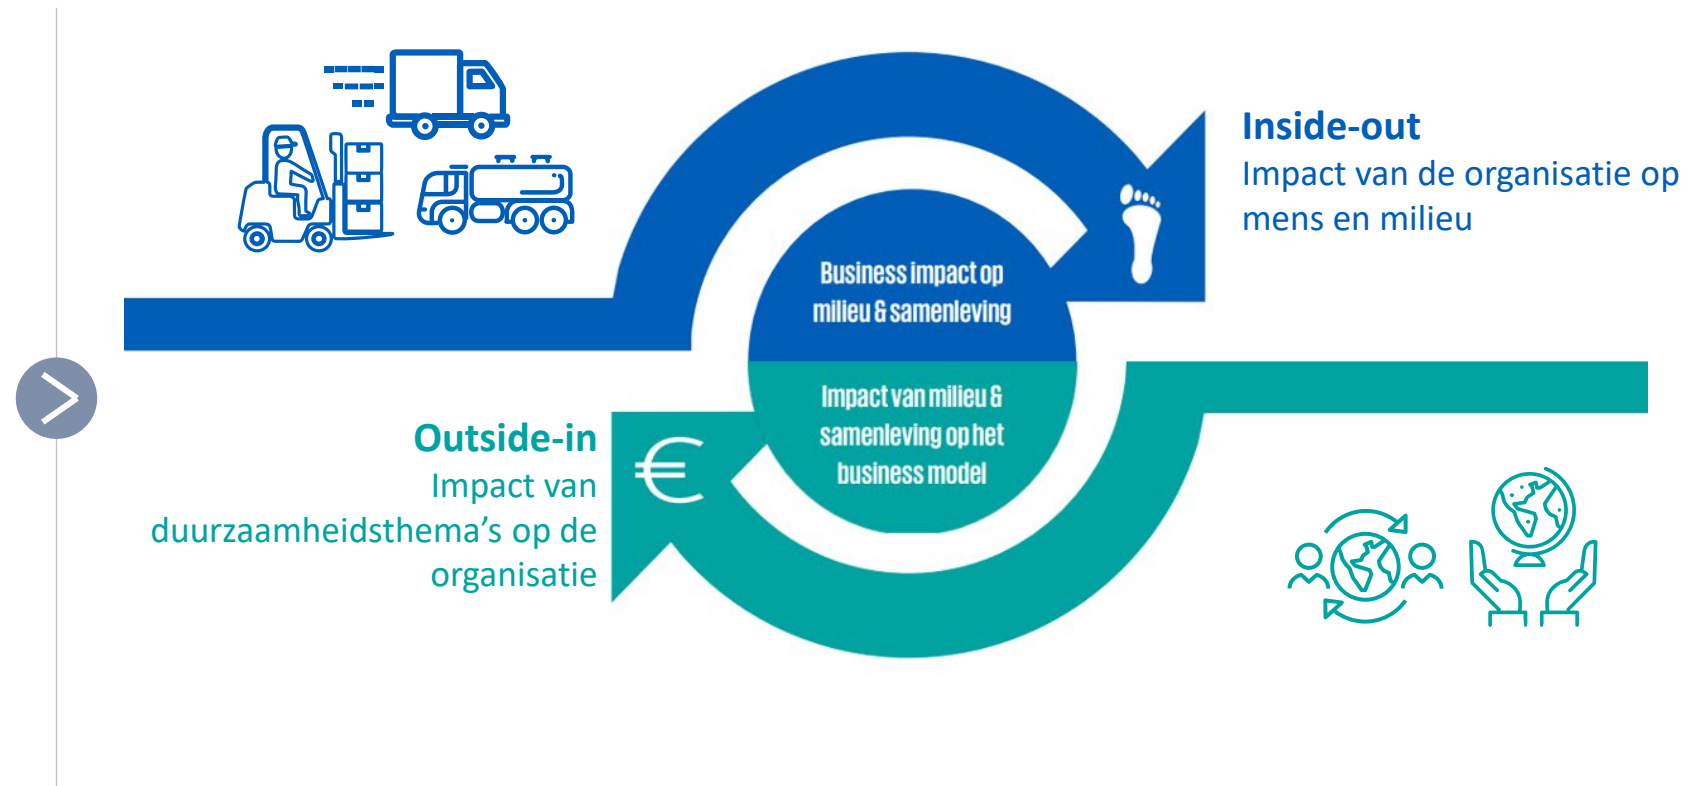 Inside-out
Impact van de organisatie op
mens en milieu
Business impact op
milieu & samenleving
Impact van milieu &
samenleving op het
business model
Outside-in
Impact van
duurzaamheidsthema’s op de
organisatie
€